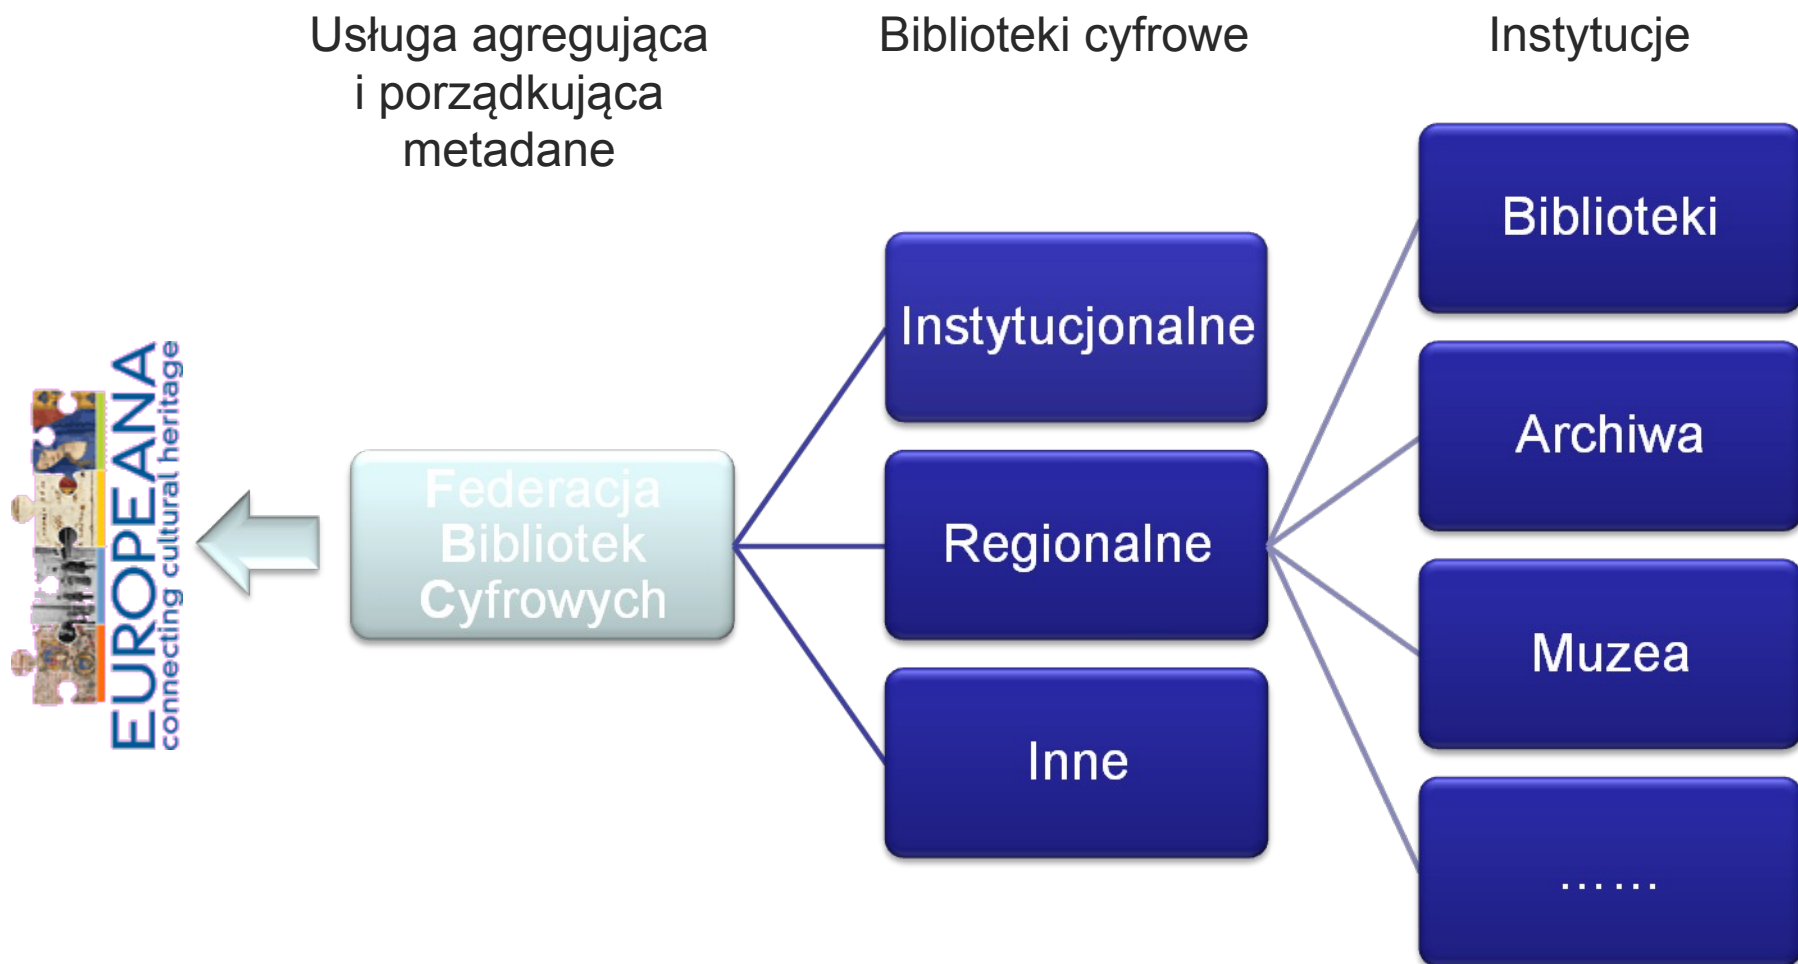 Usługa agregująca
i porządkująca
metadane
Biblioteki cyfrowe
Instytucje
EUROPEANA
connecting cultural heritage
Federacja
Bibliotek
Cyfrowych
Instytucjonalne
Regionalne
Inne
Biblioteki
Archiwa
Muzea
......